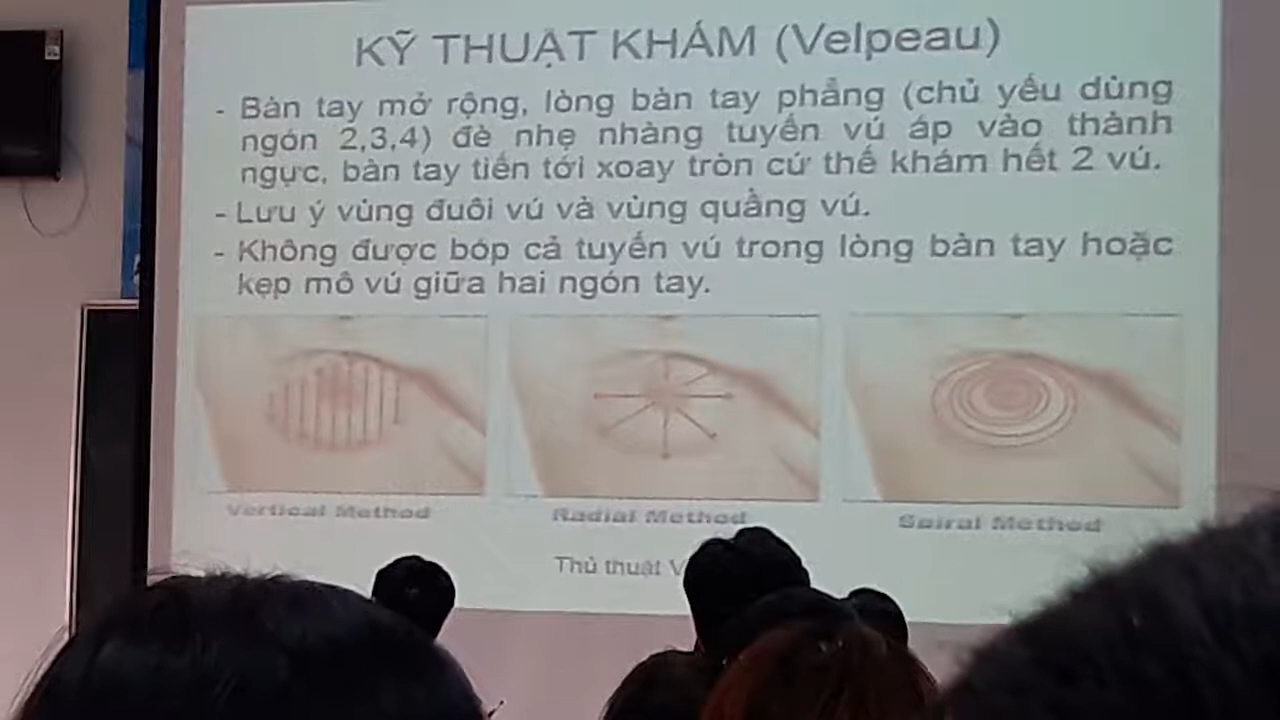 KỸ THUẬT KHÁM (Velpeau)
- Bàn tay mở rộng, lòng bàn tay phẳng (chủ yếu dùng
ngón 2,3,4) đè nhẹ nhàng tuyến vú áp vào thành
ngực, bàn tay tiến tới xoay tròn cứ thế khám hết 2 vú.
- Lưu ý vùng đuôi vú và vùng quầng vú.
- Không được bóp cả tuyến vú trong lòng bàn tay hoặc
kẹp mô vú giữa hai ngón tay.
Vertical Method
Radial Method
Spiral Method
Thủ thuật